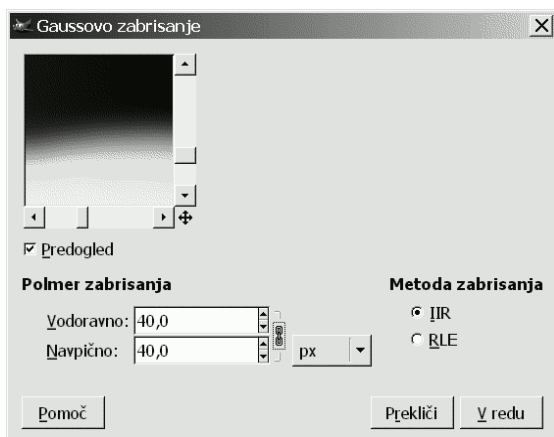 Gaussovo zabrisanje
Predogled
Polmer zabrisanja
Vodoravno: 40,0
Navpično: 40,0
px
Metoda zabrisanja
IIR
RLE
Pomoč
Prekliči
V redu